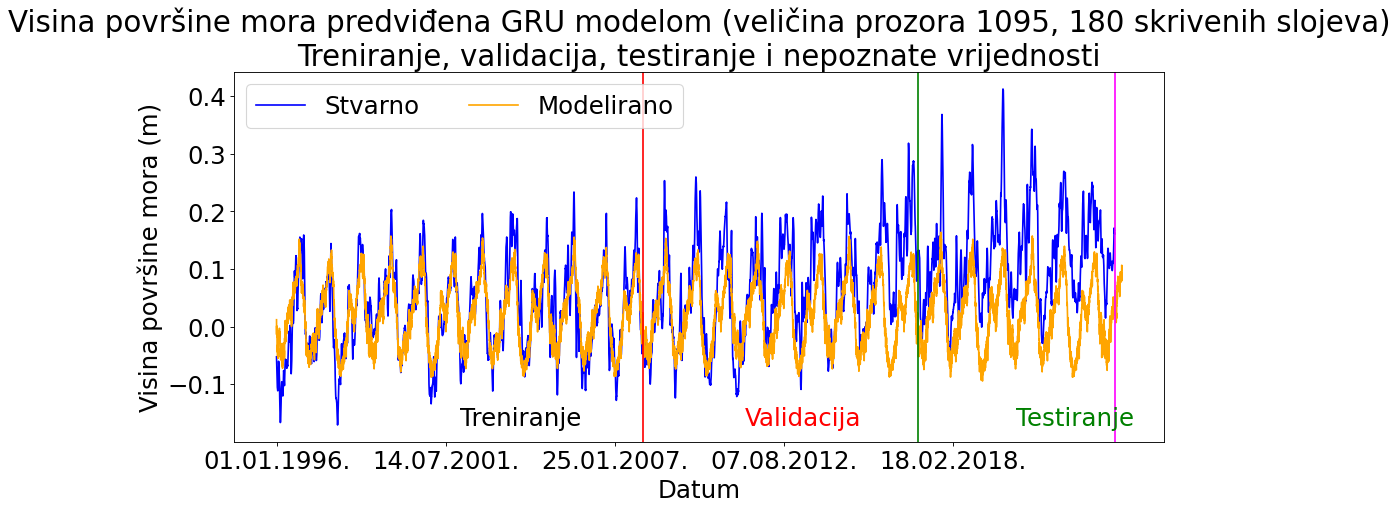 Visina površine mora predviđena GRU modelom (veličina prozora 1095, 180 skrivenih slojeva)
Treniranje, validacija, testiranje i nepoznate vrijednosti
Stvarno
Modelirano
Visina površine mora (m)
0.4
0.3
0.2
0.1
0.0
−0.1
Treniranje
Validacija
Testiranje
01.01.1996.
14.07.2001.
25.01.2007.
07.08.2012.
18.02.2018.
Datum